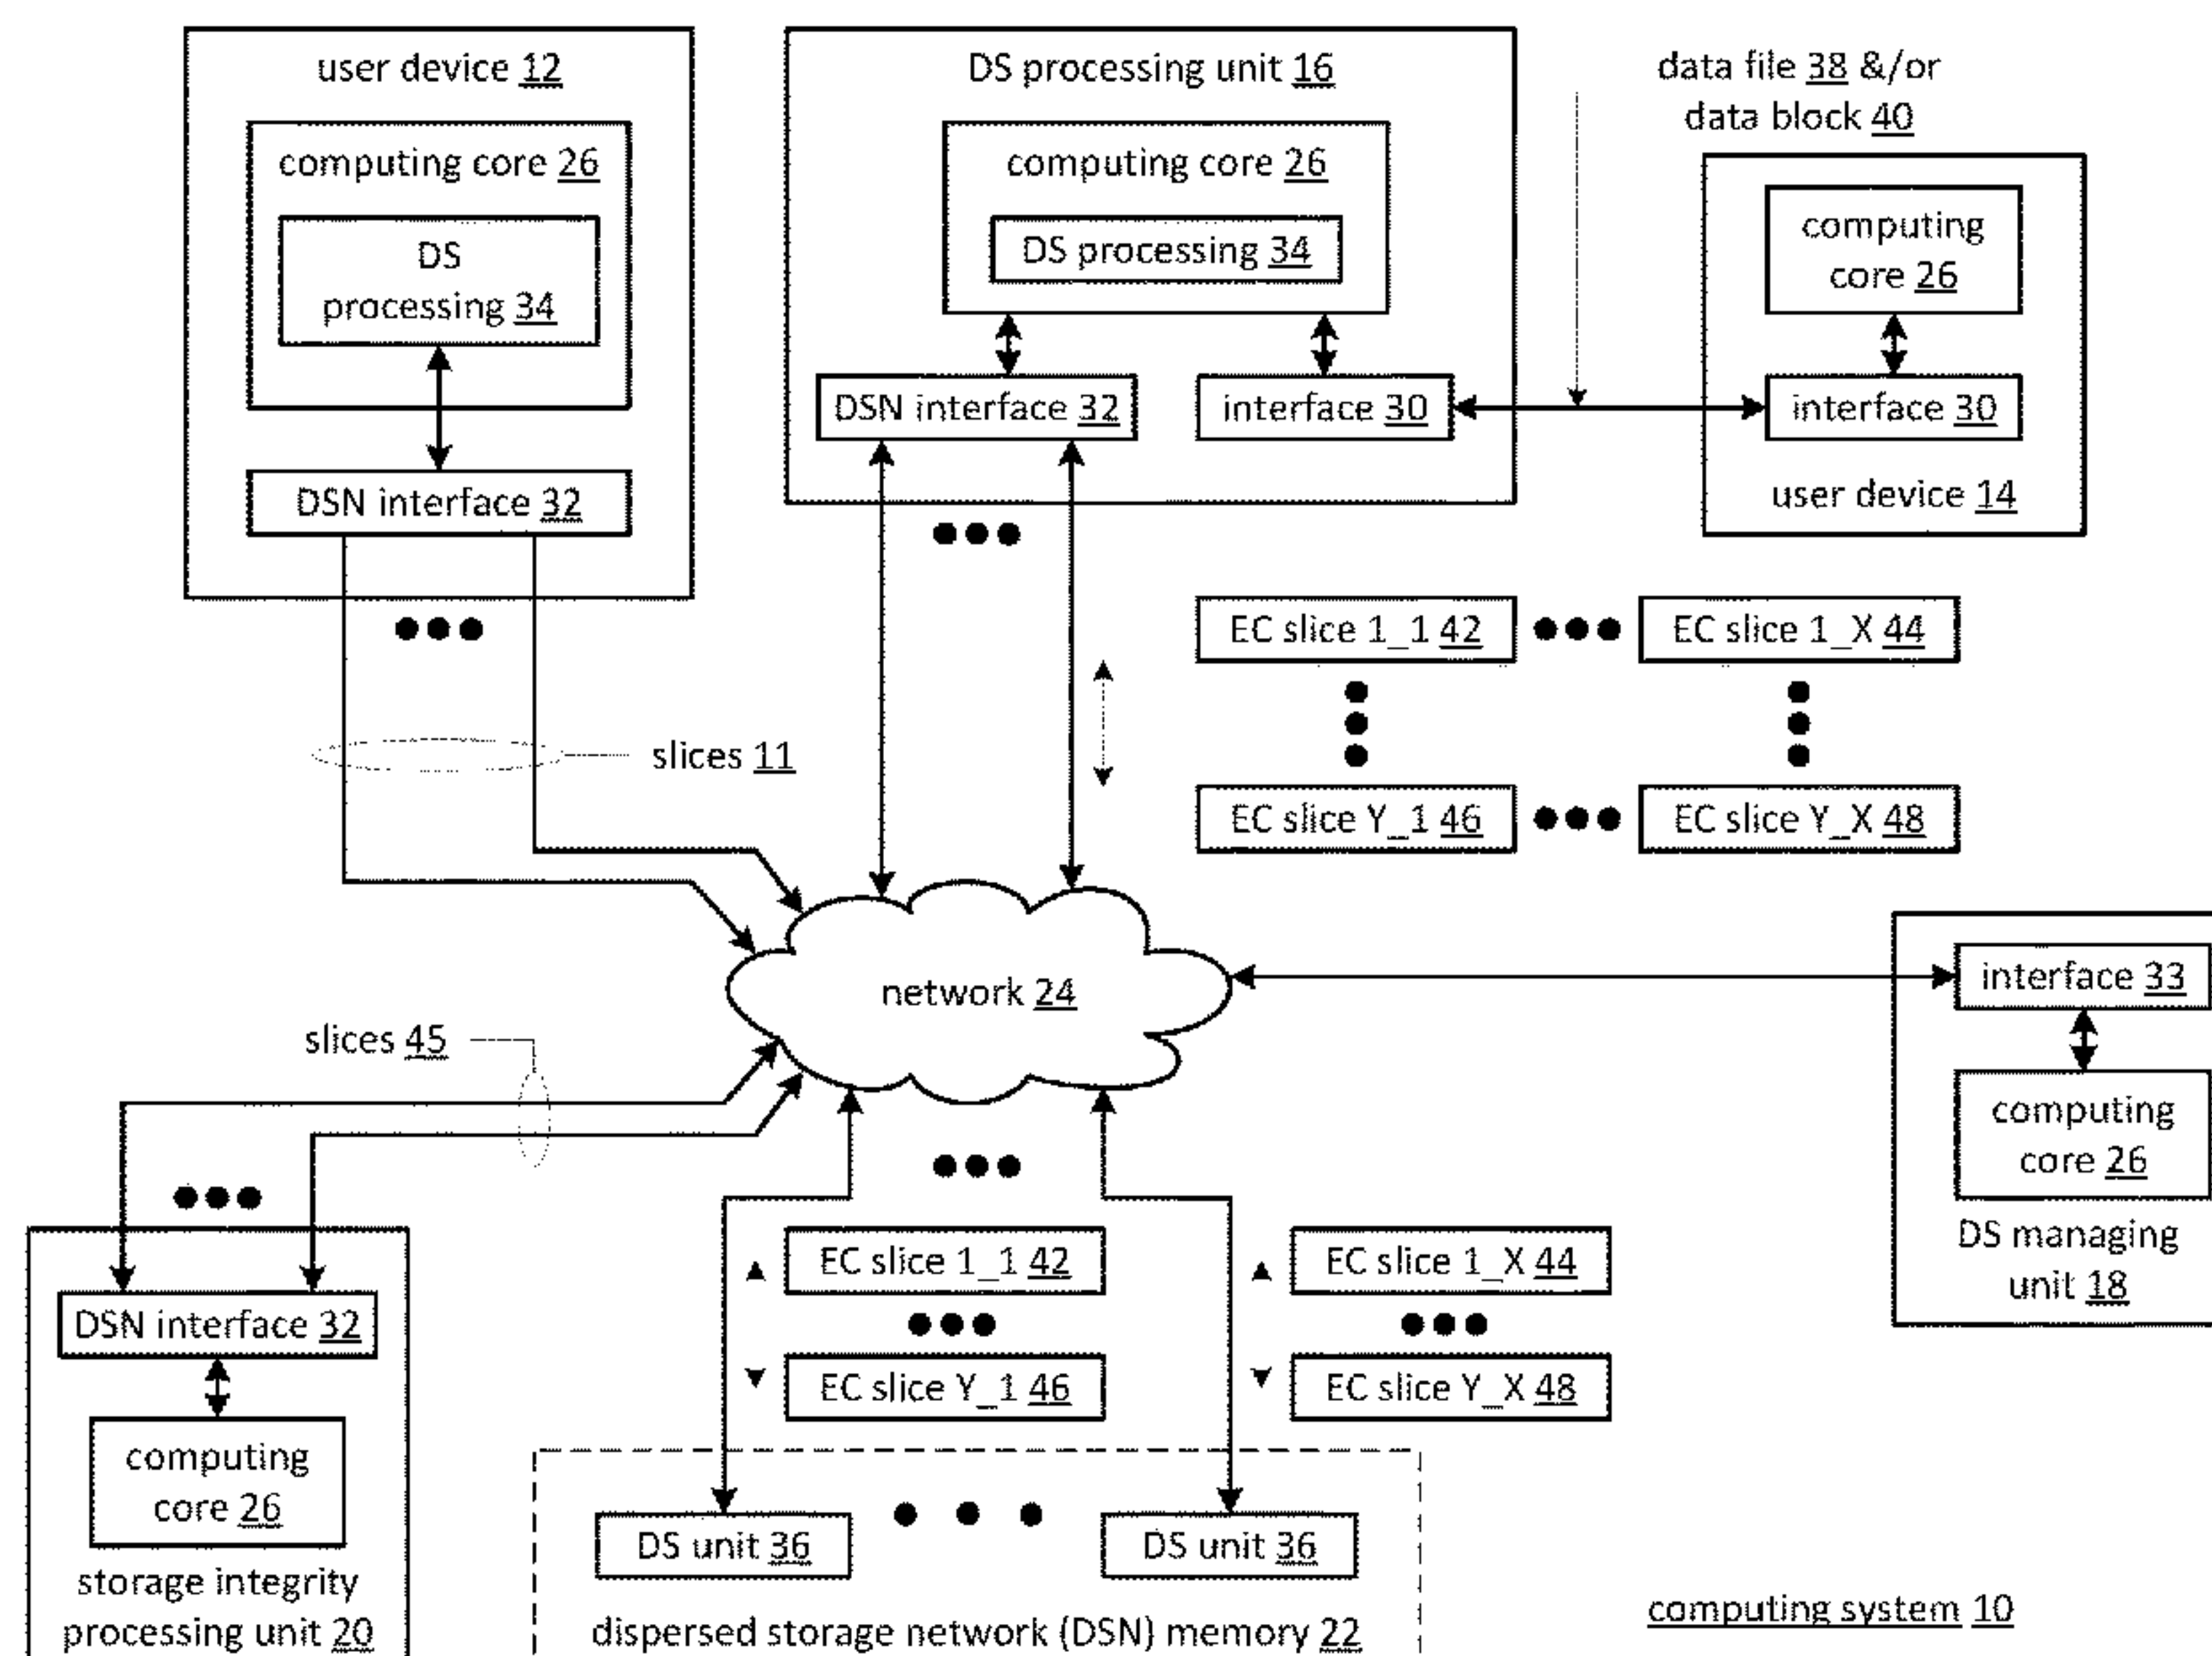 user device 12
computing core 26
DS
processing 34
DSN interface 32
DS processing unit 16
computing core 26
DS processing 34
DSN interface 32
interface 30
data file 38 &/or
data block 40
computing
core 26
interface 30
user device 14
slices 11
EC slice 1_1 42
EC slice 1_X 44
EC slice Y_1 46
EC slice Y_X 48
network 24
interface 33
computing
core 26
DS managing
unit 18
slices 45
DSN interface 32
computing
core 26
storage integrity
processing unit 20
EC slice 1_1 42
EC slice Y_1 46
EC slice 1_X 44
EC slice Y_X 48
DS unit 36
DS unit 36
dispersed storage network (DSN) memory 22
computing system 10